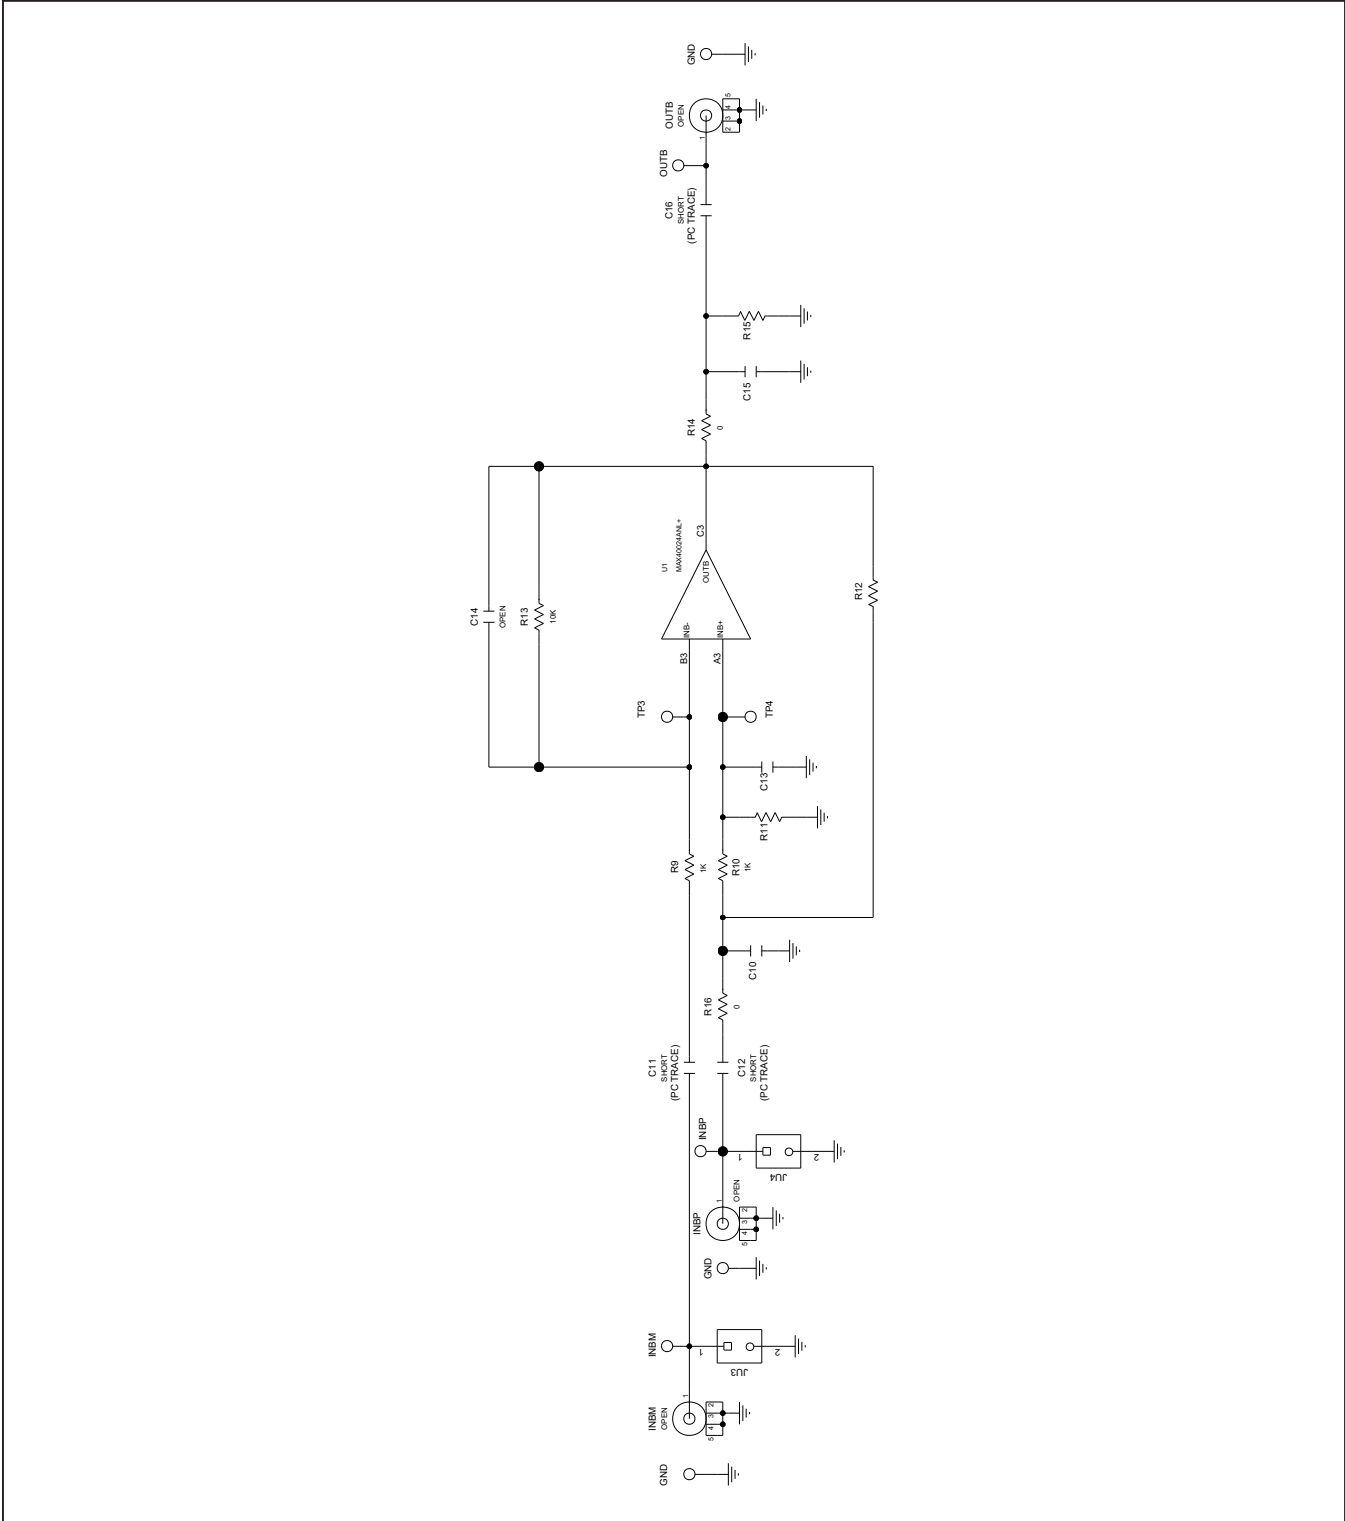 GND
OUTB
OPEN
1
2
3
4
5
OUTB
C16
SHORT
(PC TRACE)
R15
C15
R14
0
C14
OPEN
R13
10K
U1
MAX40024ANL+
C3
OUTB
INB-
INB+
B3
A3
R12
TP3
TP4
C13
R11
R9
1K
R10
1K
C10
R16
0
C11
SHORT
(PC TRACE)
C12
SHORT
(PC TRACE)
INBP
1
2
JU4
INBP
OPEN
1
2
3
4
5
GND
INBM
1
2
JU3
INBM
OPEN
1
2
3
4
5
GND